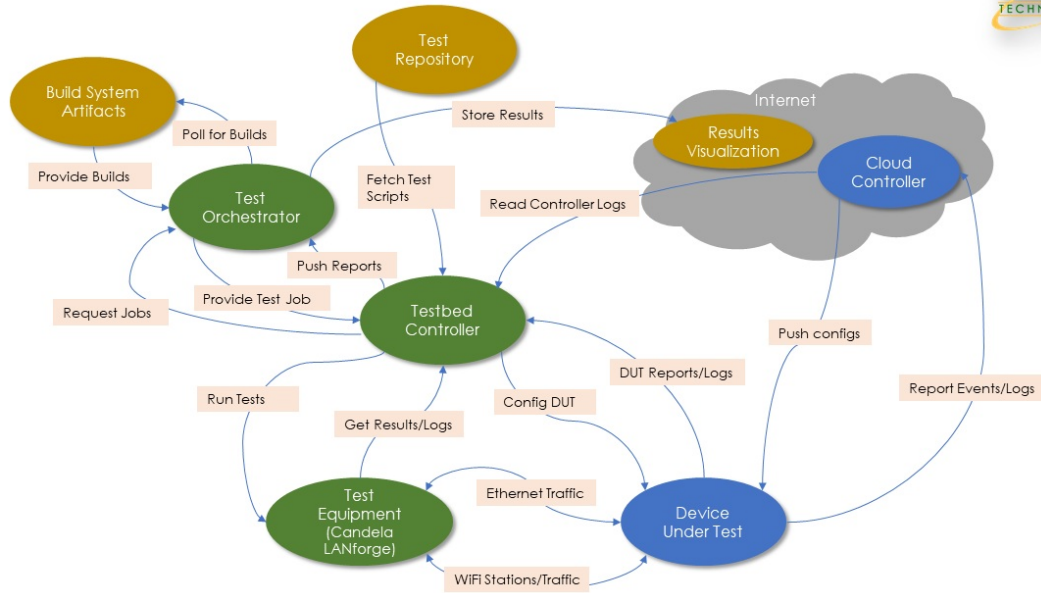 TECHN
Test
Repository
Build System
Artifacts
Internet
Poll for Builds
Store Results
Results
Visualization
Cloud
Controller
Provide Builds
Fetch Test
Scripts
Test
Orchestrator
Read Controller Logs
Push Reports
Provide Test Job
Request Jobs
Testbed
Controller
Push configs
DUT Reports/Logs
Report Events/Logs
Run Tests
Config DUT
Get Results/Logs
Test
Equipment
(Candela
LANforge)
Ethernet Traffic
Device
Under Test
WiFi Stations/Traffic